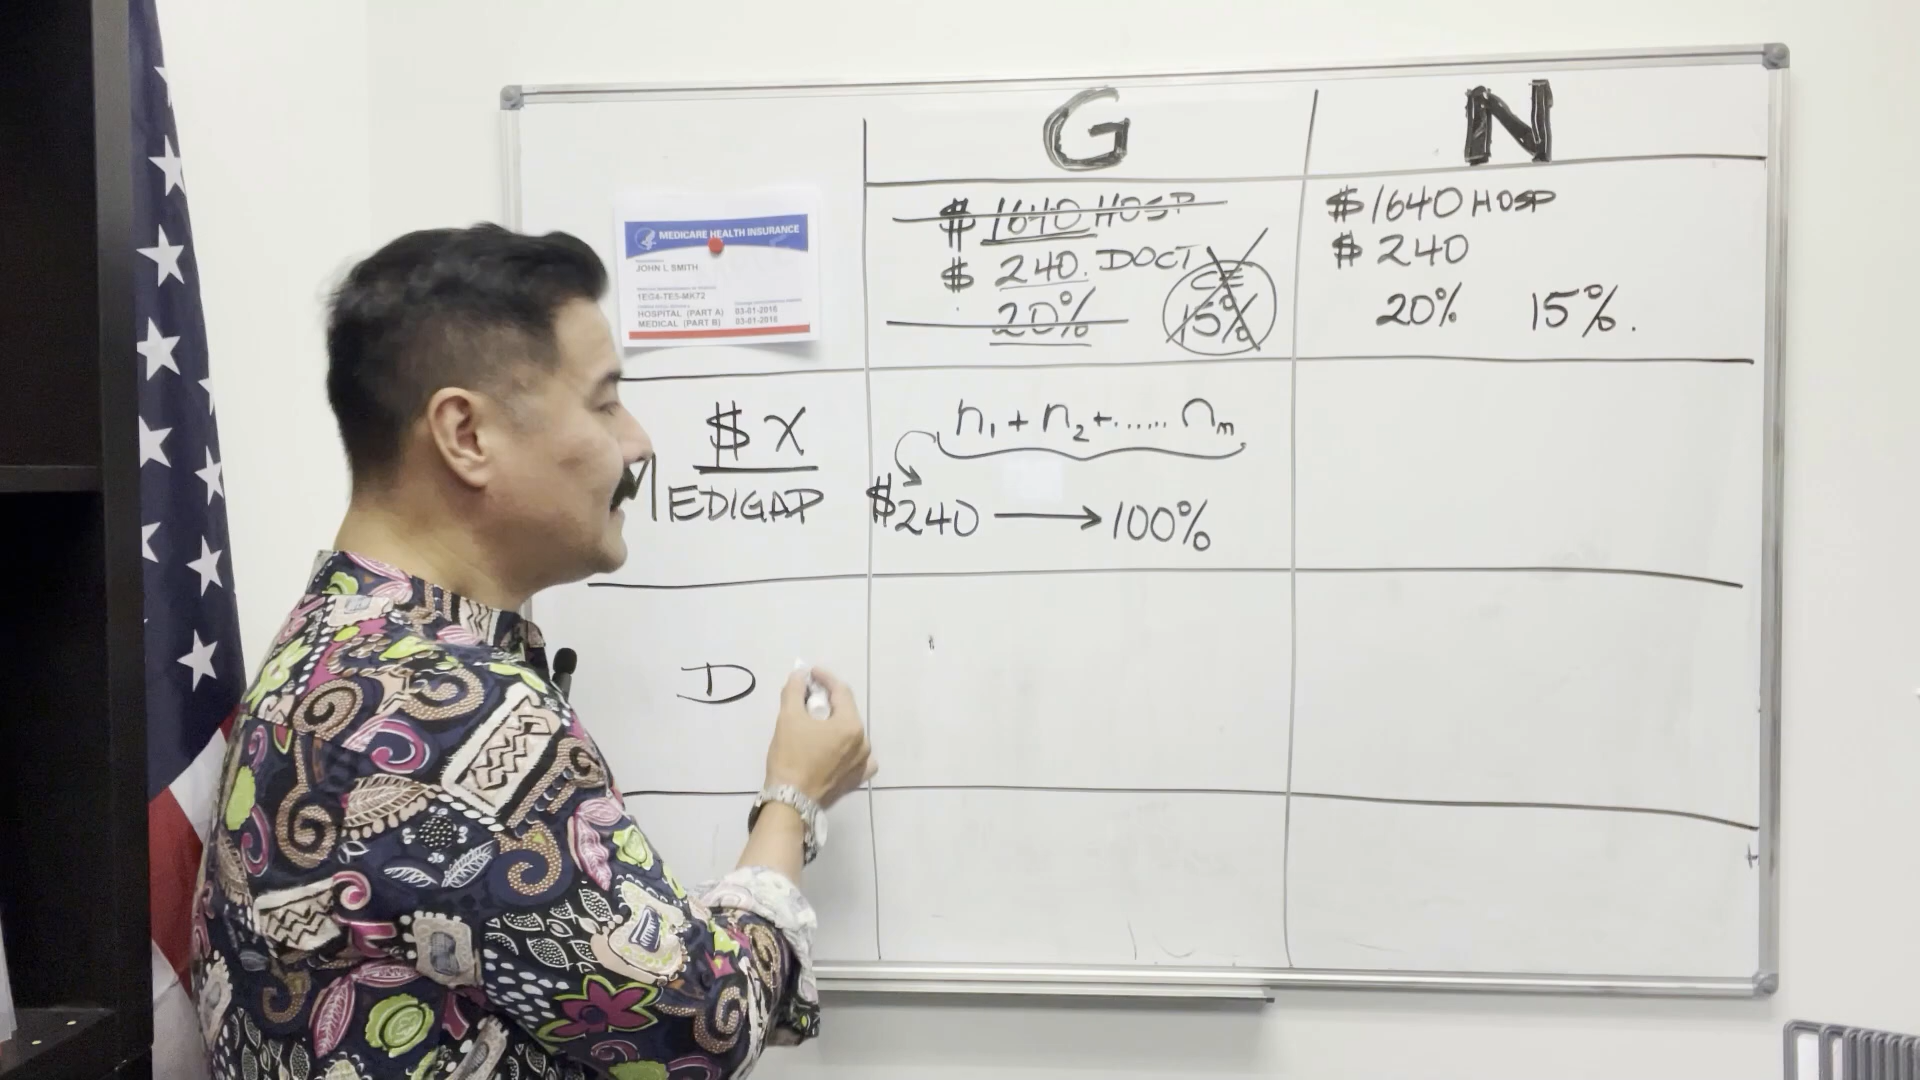 G
N
MEDICARE HEALTH INSURANCE
JOHN L SMITH
1EG4-TE5-MK72
HOSPITAL (PART A) 03-01-2016
MEDICAL (PART B) 03-01-2016
$ 1640 HOSP
$ 240. DOCT
20%
CE
15%
$1640 HOSP
$ 240
20% 15%.
$ X
MEDIGAP
n1 + n2 + ...... nm
$240 → 100%
D